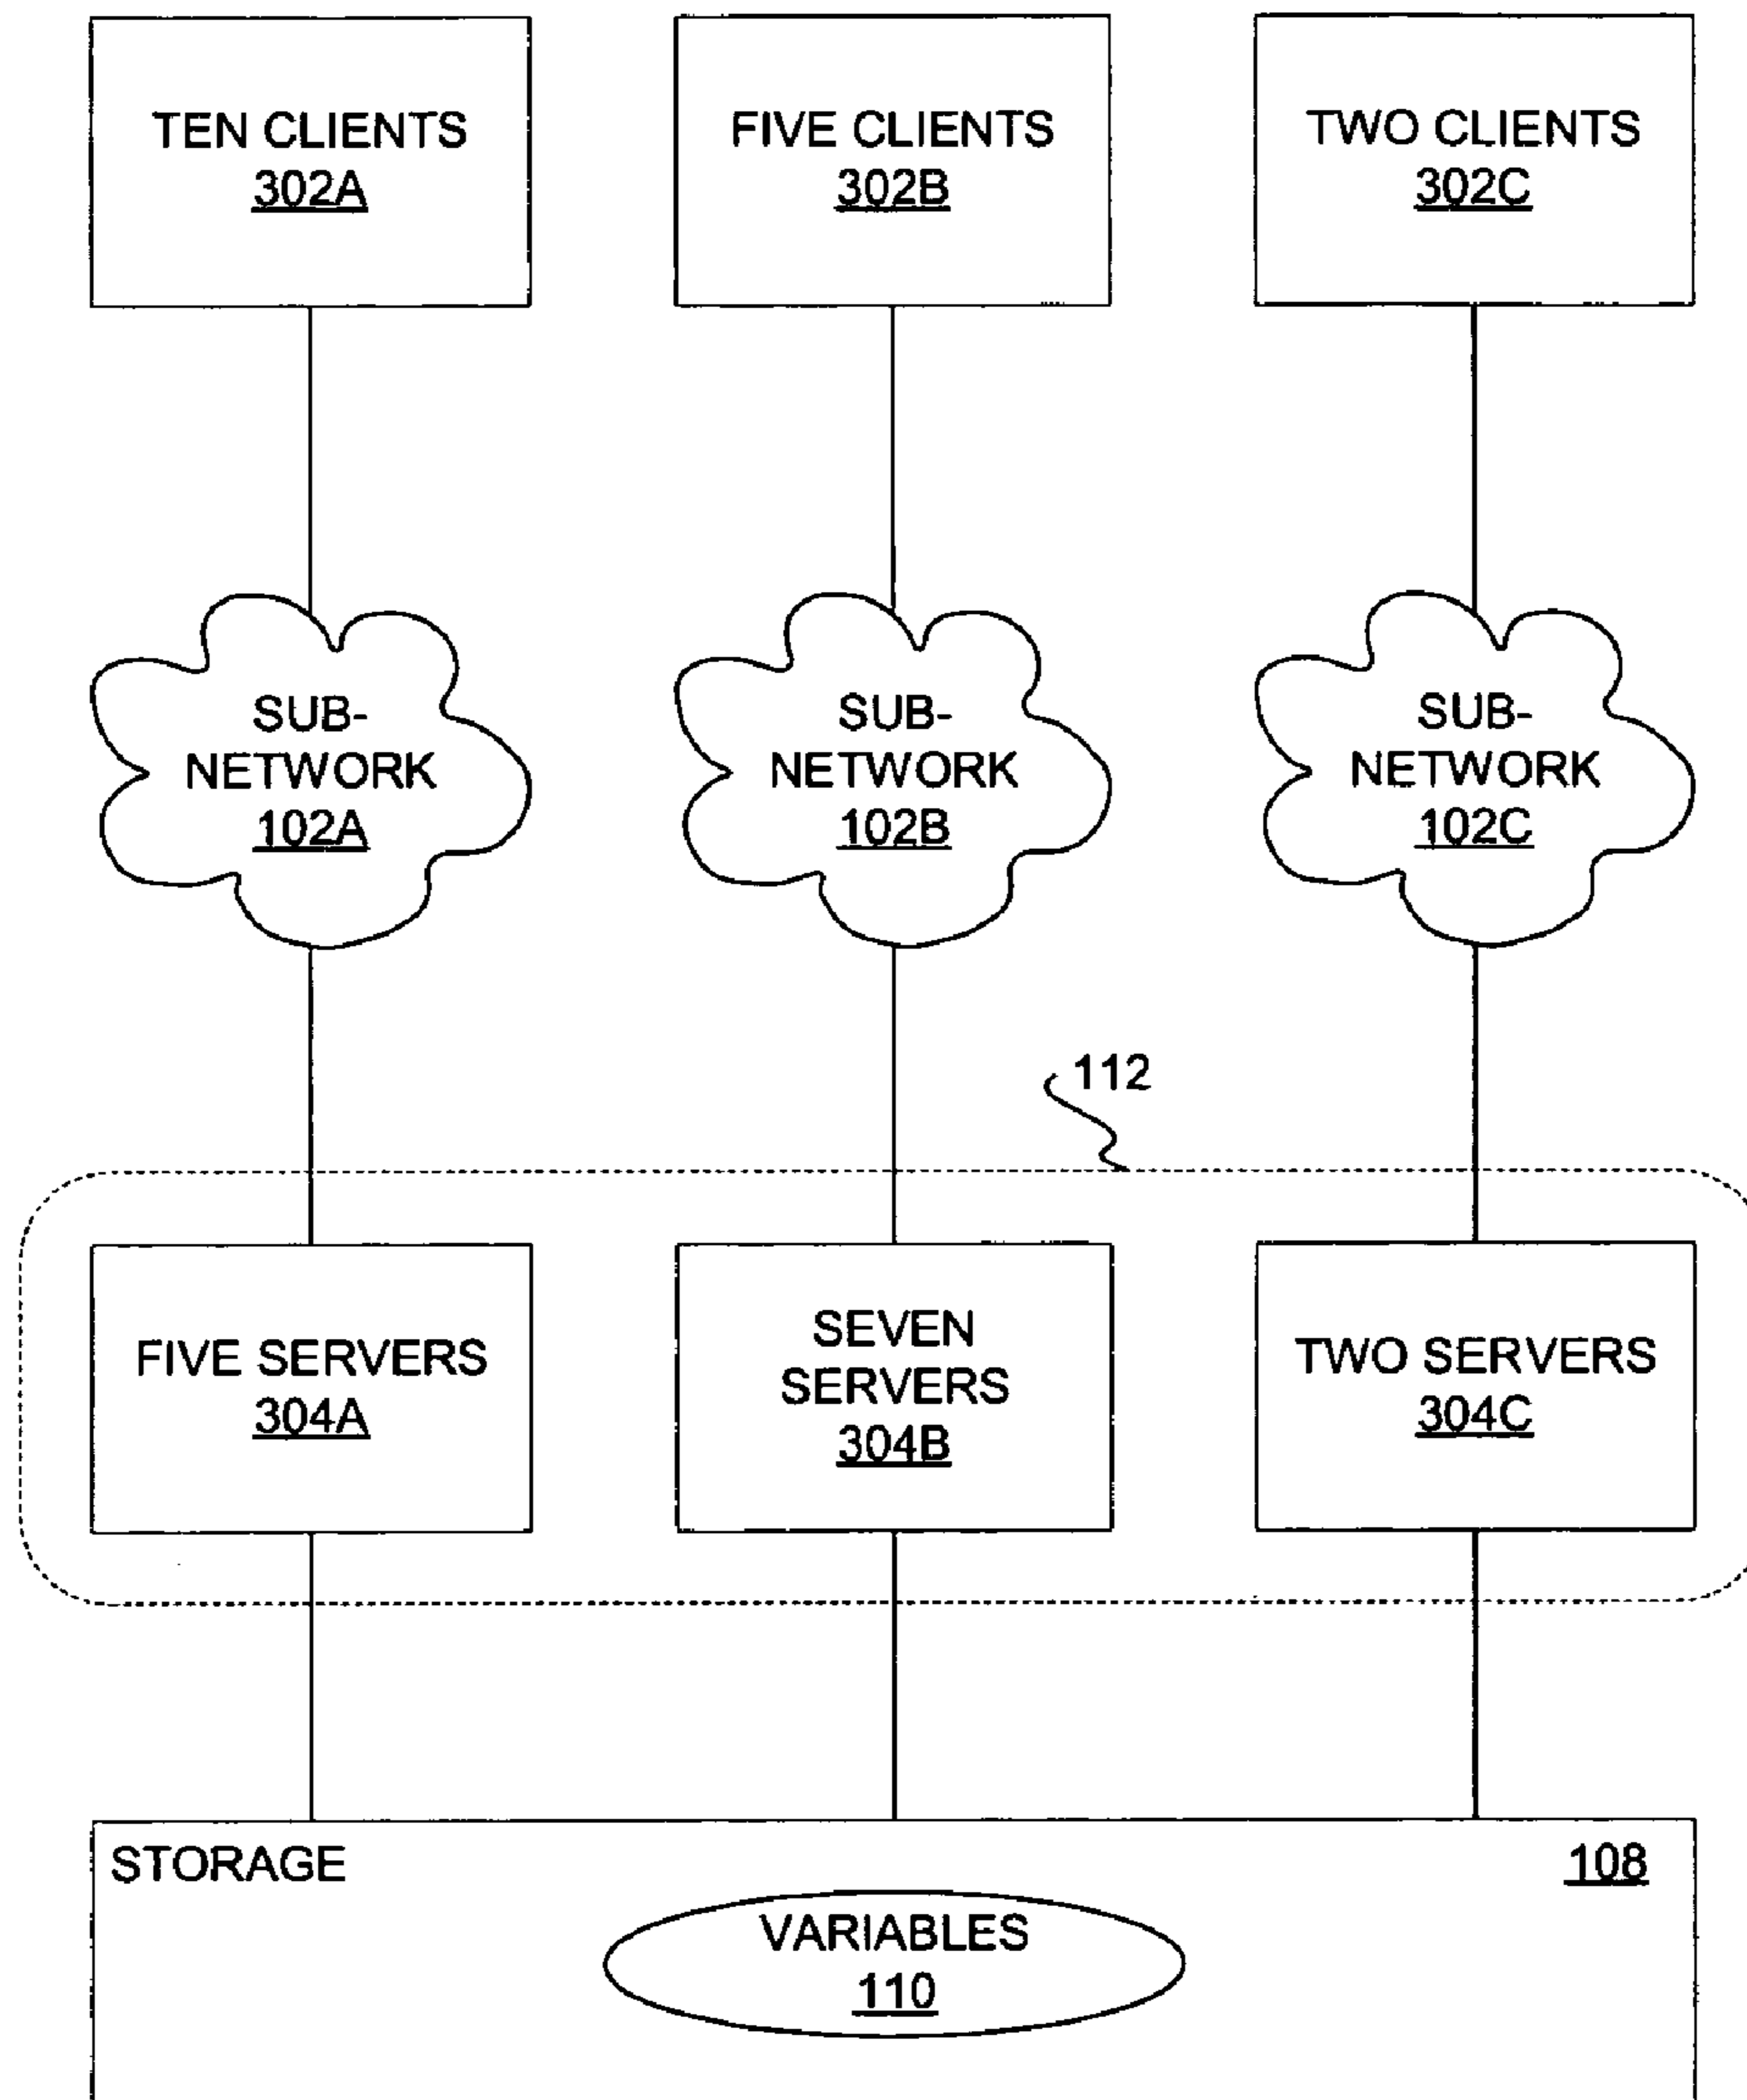 TEN CLIENTS
302A
FIVE CLIENTS
302B
TWO CLIENTS
302C
SUB-
NETWORK
102A
SUB-
NETWORK
102B
SUB-
NETWORK
102C
112
FIVE SERVERS
304A
SEVEN
SERVERS
304B
TWO SERVERS
304C
STORAGE
108
VARIABLES
110